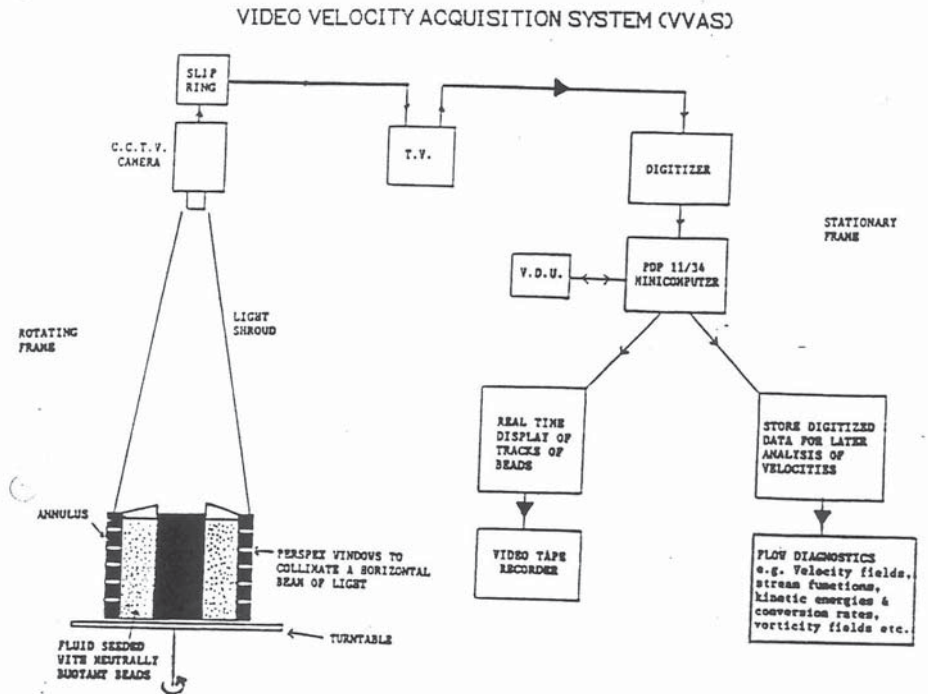 VIDEO VELOCITY ACQUISITION SYSTEM (VVAS)
SLIP
RING
C.C.T.V.
CAMERA
T.V.
DIGITIZER
STATIONARY
FRAME
V.D.U.
PDP 11/34
MINICOMPUTER
ROTATING
FRAME
LIGHT
SHROUD
REAL TIME
DISPLAY OF
TRACKS OF
BEADS
STORE DIGITIZED
DATA FOR LATER
ANALYSIS OF
VELOCITIES
ANNULUS
PERSPEX WINDOWS TO
COLLIMATE A HORIZONTAL
BEAM OF LIGHT
VIDEO TAPE
RECORDER
FLOW DIAGNOSTICS
e.g. Velocity fields,
stream functions,
kinetic energies &
conversion rates,
vorticity fields etc.
TURNTABLE
FLUID SEEDED
WITH NEUTRALLY
BUOTANT BEADS